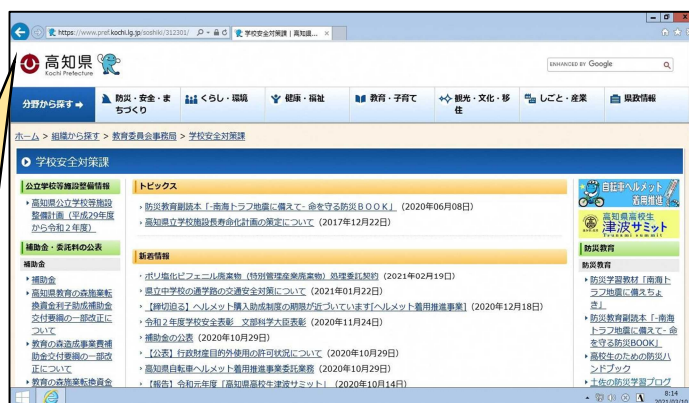 https://www.pref.kochi.lg.jp/soshiki/312301/
学校安全対策課 | 高知県...
高知県
Kochi Prefecture
ENHANCED BY Google
分野から探す
防災・安全・ま
ちづくり
くらし・環境
健康・福祉
教育・子育て
観光・文化・移
住
しごと・産業
県政情報
ホーム > 組織から探す > 教育委員会事務局 > 学校安全対策課
学校安全対策課
公立学校等施設整備情報
高知県公立学校等施設
整備計画(平成29年度
から令和2年度)
補助金・委託料の公表
補助金
補助金
高知県教育の森施業転
換資金利子助成補助金
交付要綱の一部改正に
ついて
教育の森造成事業費補
助金交付要綱の一部改
正について
教育の森施業転換資金
トピックス
防災教育副読本「-南海トラフ地震に備えて- 命を守る防災BOOK」(2020年06月08日)
高知県立学校施設長寿命化計画の策定について(2017年12月22日)
新着情報
ポリ塩化ビフェニル廃棄物(特別管理産業廃棄物)処理委託契約(2021年02月19日)
県立中学校の通学路の交通安全対策について(2021年01月22日)
【締切迫る】ヘルメット購入助成制度の期限が近づいています[ヘルメット着用推進事業](2020年12月18日)
令和2年度学校安全表彰 文部科学大臣表彰(2020年11月24日)
補助金の公表(2020年10月29日)
【公表】行政財産目的外使用の許可状況について(2020年10月29日)
高知県自転車ヘルメット着用推進事業委託業務(2020年10月29日)
【報告】令和元年度「高知県高校生津波サミット」(2020年10月14日)
自転車ヘルメット
着用推進
高知県高校生
津波サミット
Tsunami summit
防災教育
防災教育
防災学習教材「南海ト
ラフ地震に備えちょ
き」
防災教育副読本「-南海
トラフ地震に備えて- 命
を守る防災BOOK」
高校生のための防災ハ
ンドブック
土佐の防災学習プログ
A
8:14
2021/03/10